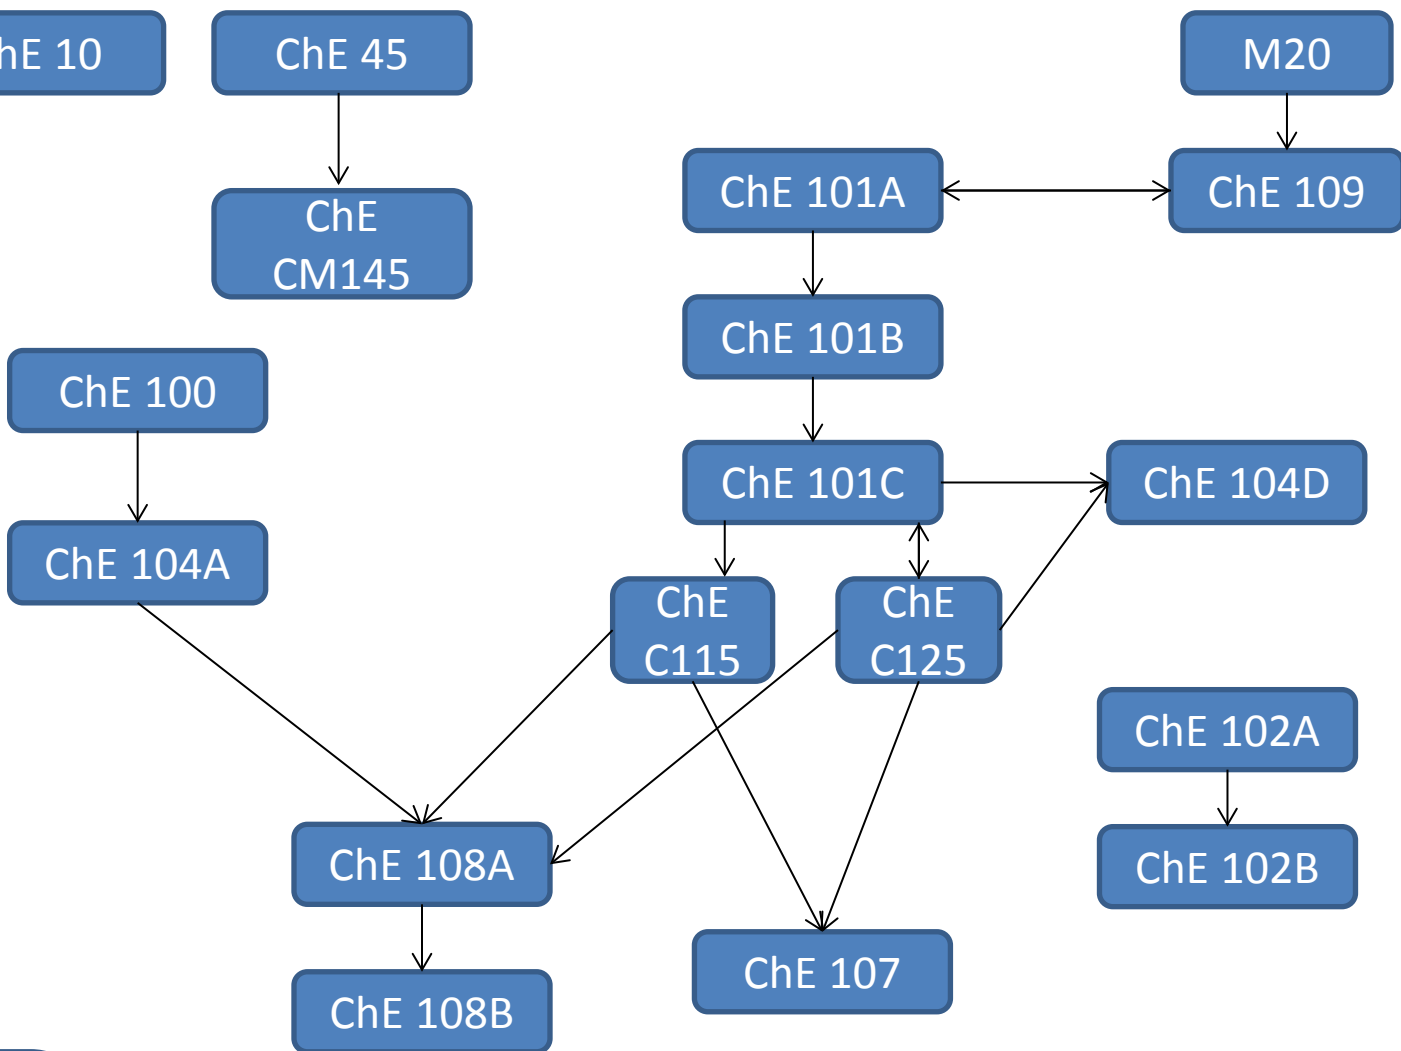 hE 10
ChE 45
M20
ChE 101A
ChE 109
ChE
CM145
ChE 101B
ChE 100
ChE 101C
ChE 104D
ChE 104A
ChE
C115
ChE
C125
ChE 102A
ChE 108A
ChE 102B
ChE 107
ChE 108B